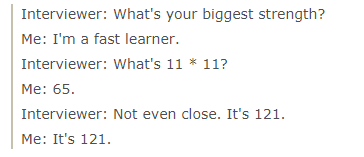 Interviewer: What's your biggest strength?
Me: I'm a fast learner.
Interviewer: What's 11 * 11?
Me: 65.
Interviewer: Not even close. It's 121.
Me: It's 121.